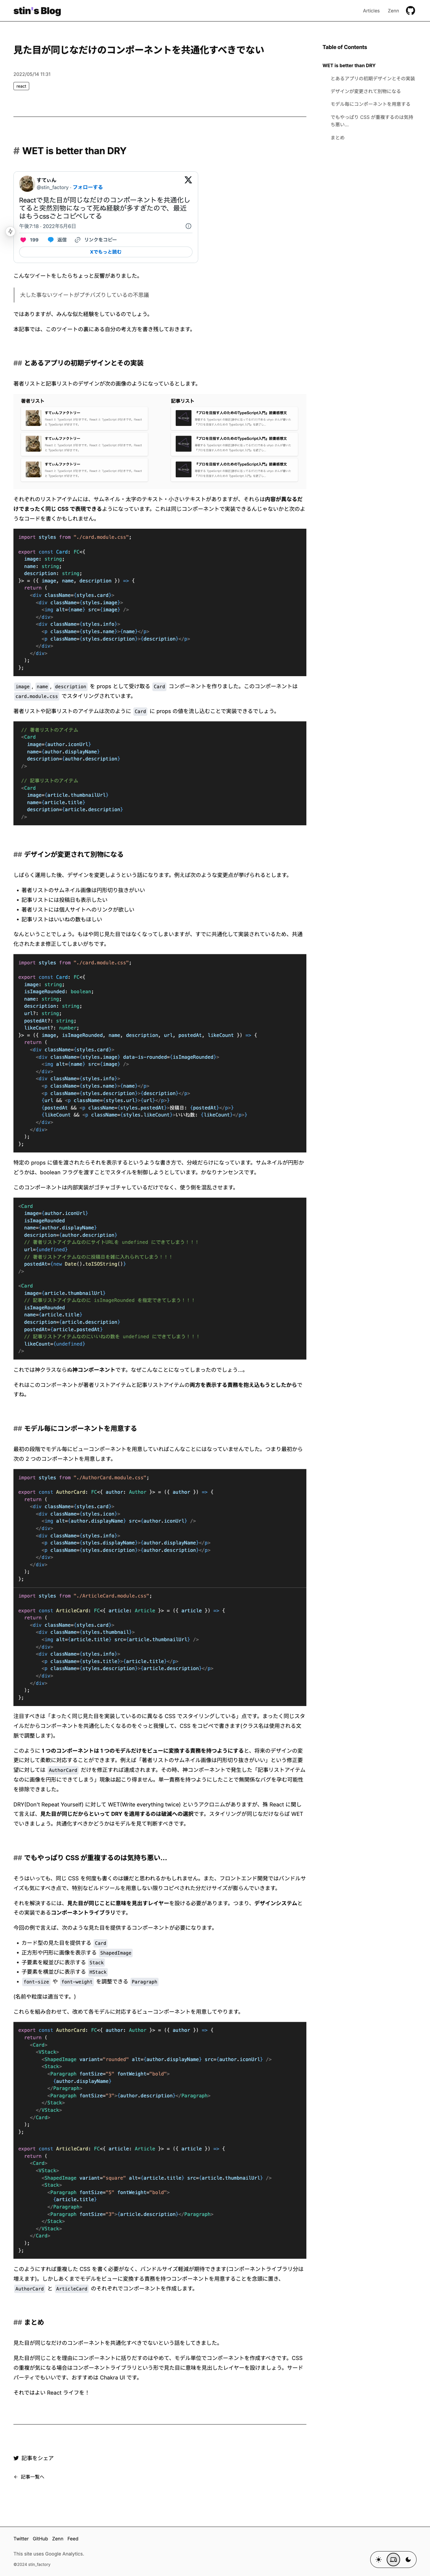 stin's Blog
Articles
Zenn
見た目が同じなだけのコンポーネントを共通化すべきでない
2022/05/14 11:31
react
Table of Contents
WET is better than DRY
とあるアプリの初期デザインとその実装
デザインが変更されて別物になる
モデル毎にコンポーネントを用意する
でもやっぱり CSS が重複するのは気持
ち悪い…
まとめ
# WET is better than DRY
すてぃん
@stin_factory · フォローする
Reactで見た目が同じなだけのコンポーネントを共通化し
てると突然別物になって死ぬ経験が多すぎたので、最近
はもうcssごとコピペしてる
午後7:18 · 2022年5月6日
199
返信
リンクをコピー
Xでもっと読む
こんなツイートをしたらちょっと反響がありました。
大した事ないツイートがプチバズりしているの不思議
ではありますが、みんな似た経験をしているのでしょう。
本記事では、このツイートの裏にある自分の考え方を書き残しておきます。
## とあるアプリの初期デザインとその実装
著者リストと記事リストのデザインが次の画像のようになっているとします。
著者リスト
記事リスト
すてぃんファクトリー
『プロを目指す人のためのTypeScript入門』超最速感想文
すてぃんファクトリー
『プロを目指す人のためのTypeScript入門』超最速感想文
すてぃんファクトリー
『プロを目指す人のためのTypeScript入門』超最速感想文
それぞれのリストアイテムには、サムネイル・太字のテキスト・小さいテキストがありますが、それらは内容が異なるだ
けでまったく同じ CSS で表現できるようになっています。これは同じコンポーネントで実装できるんじゃないかと次のよ
うなコードを書くかもしれません。
import styles from "./card.module.css";
export const Card: FC<{
image: string;
name: string;
description: string;
}> = ({ image, name, description }) => {
return (
<div className={styles.card}>
<div className={styles.image}>
<img alt={name} src={image} />
</div>
<div className={styles.info}>
<p className={styles.name}>{name}</p>
<p className={styles.description}>{description}</p>
</div>
</div>
);
};
image , name , description を props として受け取る Card コンポーネントを作りました。このコンポーネントは
card.module.css でスタイリングされています。
著者リストや記事リストのアイテムは次のように Card に props の値を流し込むことで実装できるでしょう。
// 著者リストのアイテム
<Card
image={author.iconUrl}
name={author.displayName}
description={author.description}
/>
// 記事リストのアイテム
<Card
image={article.thumbnailUrl}
name={article.title}
description={article.description}
/>
## デザインが変更されて別物になる
しばらく運用した後、デザインを変更しようという話になります。例えば次のような変更点が挙げられるとします。
• 著者リストのサムネイル画像は円形切り抜きがいい
• 記事リストには投稿日も表示したい
• 著者リストには個人サイトへのリンクが欲しい
• 記事リストはいいねの数もほしい
なんということでしょう。もはや同じ見た目ではなくなってしまいますが、すでに共通化して実装されているため、共通
化されたまま修正してしまいがちです。
import styles from "./card.module.css";
export const Card: FC<{
image: string;
isImageRounded: boolean;
name: string;
description: string;
url?: string;
postedAt?: string;
likeCount?: number;
}> = ({ image, isImageRounded, name, description, url, postedAt, likeCount }) => {
return (
<div className={styles.card}>
<div className={styles.image} data-is-rounded={isImageRounded}>
<img alt={name} src={image} />
</div>
<div className={styles.info}>
<p className={styles.name}>{name}</p>
<p className={styles.description}>{description}</p>
{url && <p className={styles.url}>{url}</p>}
{postedAt && <p className={styles.postedAt}>投稿日: {postedAt}</p>}
{likeCount && <p className={styles.likeCount}>いいね数: {likeCount}</p>}
</div>
</div>
);
};
特定の props に値を渡されたらそれを表示するというような書き方で、分岐だらけになっています。サムネイルが円形か
どうかは、boolean フラグを渡すことでスタイルを制御しようとしています。かなりナンセンスです。
このコンポーネントは内部実装がゴチャゴチャしているだけでなく、使う側を混乱させます。
<Card
image={author.iconUrl}
isImageRounded
name={author.displayName}
description={author.description}
// 著者リストアイテムなのにサイトURLを undefined にできてしまう！！！
url={undefined}
// 著者リストアイテムなのに投稿日を雑に入れられてしまう！！！
postedAt={new Date().toISOString()}
/>
<Card
image={article.thumbnailUrl}
// 記事リストアイテムなのに isImageRounded を指定できてしまう！！！
isImageRounded
name={article.title}
description={article.description}
postedAt={article.postedAt}
// 記事リストアイテムなのにいいねの数を undefined にできてしまう！！！
likeCount={undefined}
/>
これでは神クラスならぬ神コンポーネントです。なぜこんなことになってしまったのでしょう…。
それはこのコンポーネントが著者リストアイテムと記事リストアイテムの両方を表示する責務を抱え込もうとしたからで
すね。
## モデル毎にコンポーネントを用意する
最初の段階でモデル毎にビューコンポーネントを用意していればこんなことにはなっていませんでした。つまり最初から
次の 2 つのコンポーネントを用意します。
import styles from "./AuthorCard.module.css";
export const AuthorCard: FC<{ author: Author }> = ({ author }) => {
return (
<div className={styles.card}>
<div className={styles.icon}>
<img alt={author.displayName} src={author.iconUrl} />
</div>
<div className={styles.info}>
<p className={styles.displayName}>{author.displayName}</p>
<p className={styles.description}>{author.description}</p>
</div>
</div>
);
};
import styles from "./ArticleCard.module.css";
export const ArticleCard: FC<{ article: Article }> = ({ article }) => {
return (
<div className={styles.card}>
<div className={styles.thumbnail}>
<img alt={article.title} src={article.thumbnailUrl} />
</div>
<div className={styles.info}>
<p className={styles.title}>{article.title}</p>
<p className={styles.description}>{article.description}</p>
</div>
</div>
);
};
注目すべきは「まったく同じ見た目を実装しているのに異なる CSS でスタイリングしている」点です。まったく同じスタ
イルだからコンポーネントを共通化したくなるのをぐっと我慢して、CSS をコピペで書きます(クラス名は使用される文
脈で調整します)。
このように 1 つのコンポーネントは 1 つのモデルだけをビューに変換する責務を持つようにすると、将来のデザインの変
更に対して柔軟に対応することができます。例えば「著者リストのサムネイル画像は円形切り抜きがいい」という修正要
望に対しては AuthorCard だけを修正すれば達成されます。その時、神コンポーネントで発生した「記事リストアイテム
なのに画像を円形にできてしまう」現象は起こり得ません。単一責務を持つようにしたことで無関係なバグを孕む可能性を
排除できました。
DRY(Don't Repeat Yourself) に対して WET(Write everything twice) というアクロニムがありますが、殊 React に関し
て言えば、見た目が同じだからといって DRY を適用するのは破滅への選択です。スタイリングが同じなだけならば WET
でいきましょう。共通化すべきかどうかはモデルを見て判断すべきです。
## でもやっぱり CSS が重複するのは気持ち悪い…
そうはいっても、同じ CSS を何度も書くのは嫌だと思われるかもしれません。また、フロントエンド開発ではバンドルサ
イズも気にすべき点で、特別なビルドツールを用意しない限りコピペされた分だけサイズが膨らんでいきます。
それを解決するには、見た目が同じことに意味を見出すレイヤーを設ける必要があります。つまり、デザインシステムと
その実装であるコンポーネントライブラリです。
今回の例で言えば、次のような見た目を提供するコンポーネントが必要になります。
• カード型の見た目を提供する Card
• 正方形や円形に画像を表示する ShapedImage
• 子要素を縦並びに表示する Stack
• 子要素を横並びに表示する HStack
• font-size や font-weight を調整できる Paragraph
(名前や粒度は適当です。)
これらを組み合わせて、改めて各モデルに対応するビューコンポーネントを用意してやります。
export const AuthorCard: FC<{ author: Author }> = ({ author }) => {
return (
<Card>
<VStack>
<ShapedImage variant="rounded" alt={author.displayName} src={author.iconUrl} />
<Stack>
<Paragraph fontSize="5" fontWeight="bold">
{author.displayName}
</Paragraph>
<Paragraph fontSize="3">{author.description}</Paragraph>
</Stack>
</VStack>
</Card>
);
};
export const ArticleCard: FC<{ article: Article }> = ({ article }) => {
return (
<Card>
<VStack>
<ShapedImage variant="square" alt={article.title} src={article.thumbnailUrl} />
<Stack>
<Paragraph fontSize="5" fontWeight="bold">
{article.title}
</Paragraph>
<Paragraph fontSize="3">{article.description}</Paragraph>
</Stack>
</VStack>
</Card>
);
};
このようにすれば重複した CSS を書く必要がなく、バンドルサイズ軽減が期待できます(コンポーネントライブラリ分は
増えます)。しかしあくまでモデルをビューに変換する責務を持つコンポーネントを用意することを念頭に置き、
AuthorCard と ArticleCard のそれぞれでコンポーネントを作成します。
## まとめ
見た目が同じなだけのコンポーネントを共通化すべきでないという話をしてきました。
見た目が同じことを理由にコンポーネントに括りだすのはやめて、モデル単位でコンポーネントを作成すべきです。CSS
の重複が気になる場合はコンポーネントライブラリという形で見た目に意味を見出したレイヤーを設けましょう。サード
パーティでもいいです、おすすめは Chakra UI です。
それではよい React ライフを！
記事をシェア
← 記事一覧へ
Twitter GitHub Zenn Feed
This site uses Google Analytics.
©2024 stin_factory